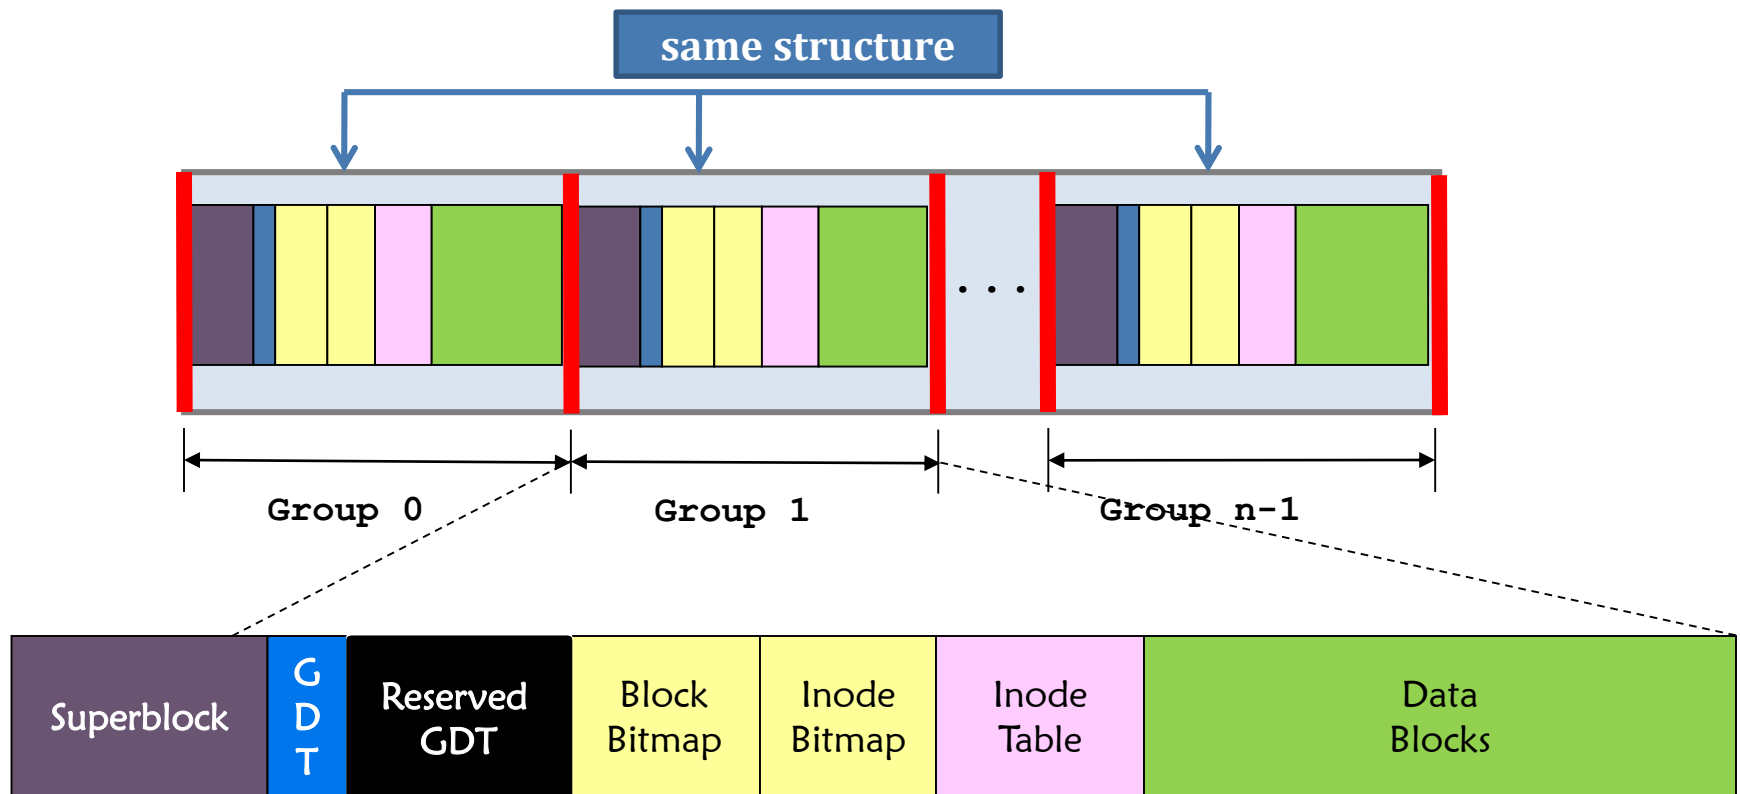 same structure
. . .
Group 0
Group 1
Group n-1
Superblock
G
D
T
Reserved
GDT
Block
Bitmap
Inode
Bitmap
Inode
Table
Data
Blocks